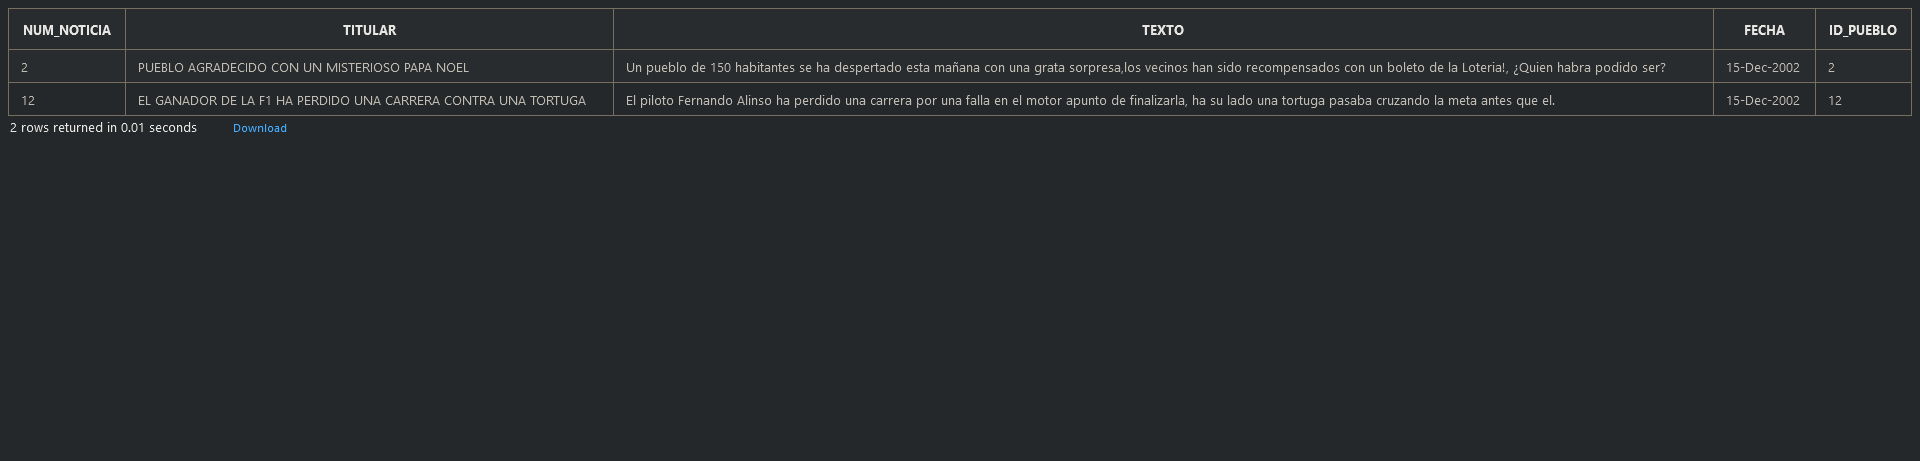 NUM_NOTICIA TITULAR TEXTO FECHA ID_PUEBLO
2 PUEBLO AGRADECIDO CON UN MISTERIOSO PAPA NOEL Un pueblo de 150 habitantes se ha despertado esta mañana con una grata sorpresa,los vecinos han sido recompensados con un boleto de la Loteria!, ¿Quien habra podido ser? 15-Dec-2002 2
12 EL GANADOR DE LA F1 HA PERDIDO UNA CARRERA CONTRA UNA TORTUGA El piloto Fernando Alinso ha perdido una carrera por una falla en el motor apunto de finalizarla, ha su lado una tortuga pasaba cruzando la meta antes que el. 15-Dec-2002 12
2 rows returned in 0.01 seconds Download